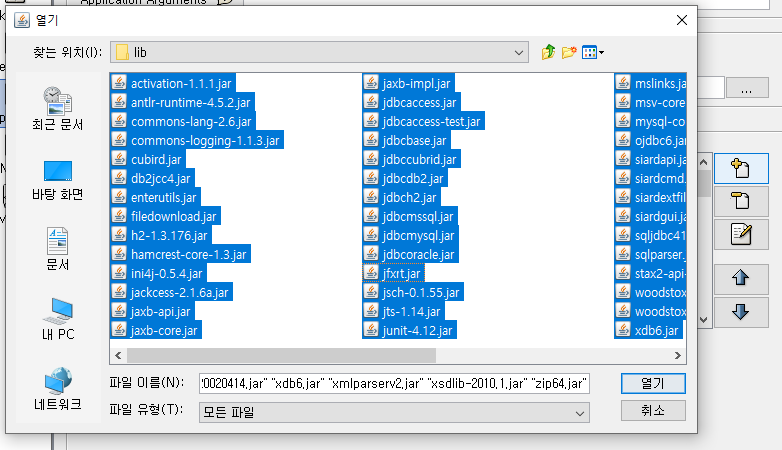 Application Arguments
열기
찾는 위치(I):
lib
최근 문서
바탕 화면
문서
내 PC
네트워크
activation-1.1.1.jar
antlr-runtime-4.5.2.jar
commons-lang-2.6.jar
commons-logging-1.1.3.jar
cubird.jar
db2jcc4.jar
enterutils.jar
filedownload.jar
h2-1.3.176.jar
hamcrest-core-1.3.jar
ini4j-0.5.4.jar
jackcess-2.1.6a.jar
jaxb-api.jar
jaxb-core.jar
jaxb-impl.jar
jdbcaccess.jar
jdbcaccess-test.jar
jdbcbase.jar
jdbccubrid.jar
jdbcdb2.jar
jdbch2.jar
jdbcmssql.jar
jdbcmysql.jar
jdbcoracle.jar
jfxrt.jar
jsch-0.1.55.jar
jts-1.14.jar
junit-4.12.jar
mslinks.ja
msv-core
mysql-co
ojdbc6.jar
siardapi.ja
siardcmd.
siardextfil
siardgui.ja
sqljdbc41
sqlparser.
stax2-api-
woodstox
woodstox
xdb6.jar
파일 이름(N):
0020414.jar" "xdb6.jar" "xmlparserv2.jar" "xsdlib-2010.1.jar" "zip64.jar"
열기
파일 유형(T):
모든 파일
취소
...